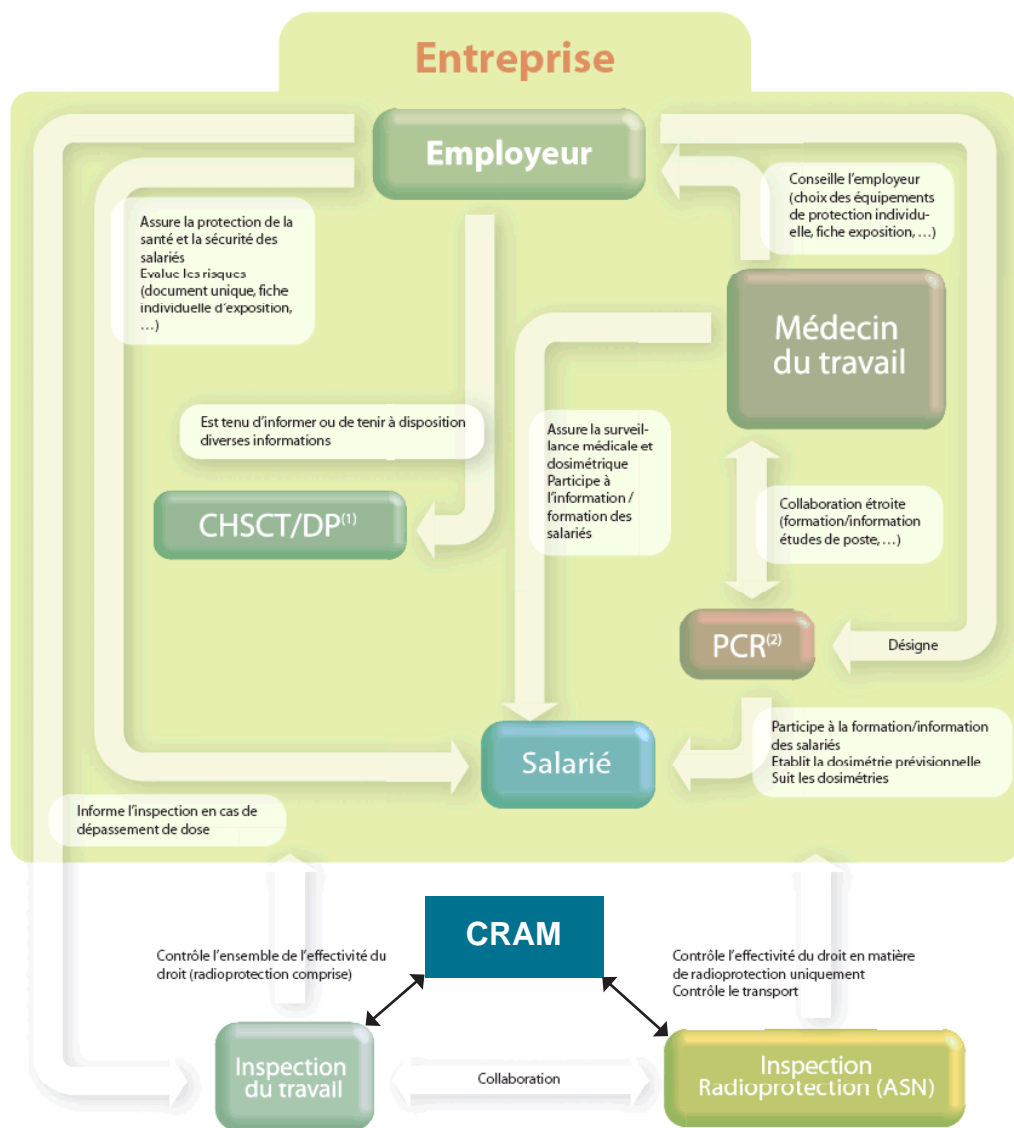 Entreprise
Employeur
Conseille l'employeur
(choix des équipements
de protection individu-
elle, fiche exposition, …)
Assure la protection de la
santé et la sécurité des
salariés
Evalue les risques
(document unique, fiche
individuelle d'exposition,
…)
Médecin
du travail
Est tenu d'informer ou de tenir à disposition
diverses informations
Assure la surveil-
lance médicale et
dosimétrique
Participe à
l'information /
formation des
salariés
CHSCT/DP(1)
Collaboration étroite
(formation/information
études de poste, …)
PCR(2)
Désigne
Participe à la formation/information
des salariés
Etablit la dosimétrie prévisionnelle
Suit les dosimétries
Salarié
Informe l'inspection en cas de
dépassement de dose
CRAM
Contrôle l'ensemble de l'effectivité du
droit (radioprotection comprise)
Contrôle l'effectivité du droit en matière
de radioprotection uniquement
Contrôle le transport
Inspection
du travail
Collaboration
Inspection
Radioprotection (ASN)